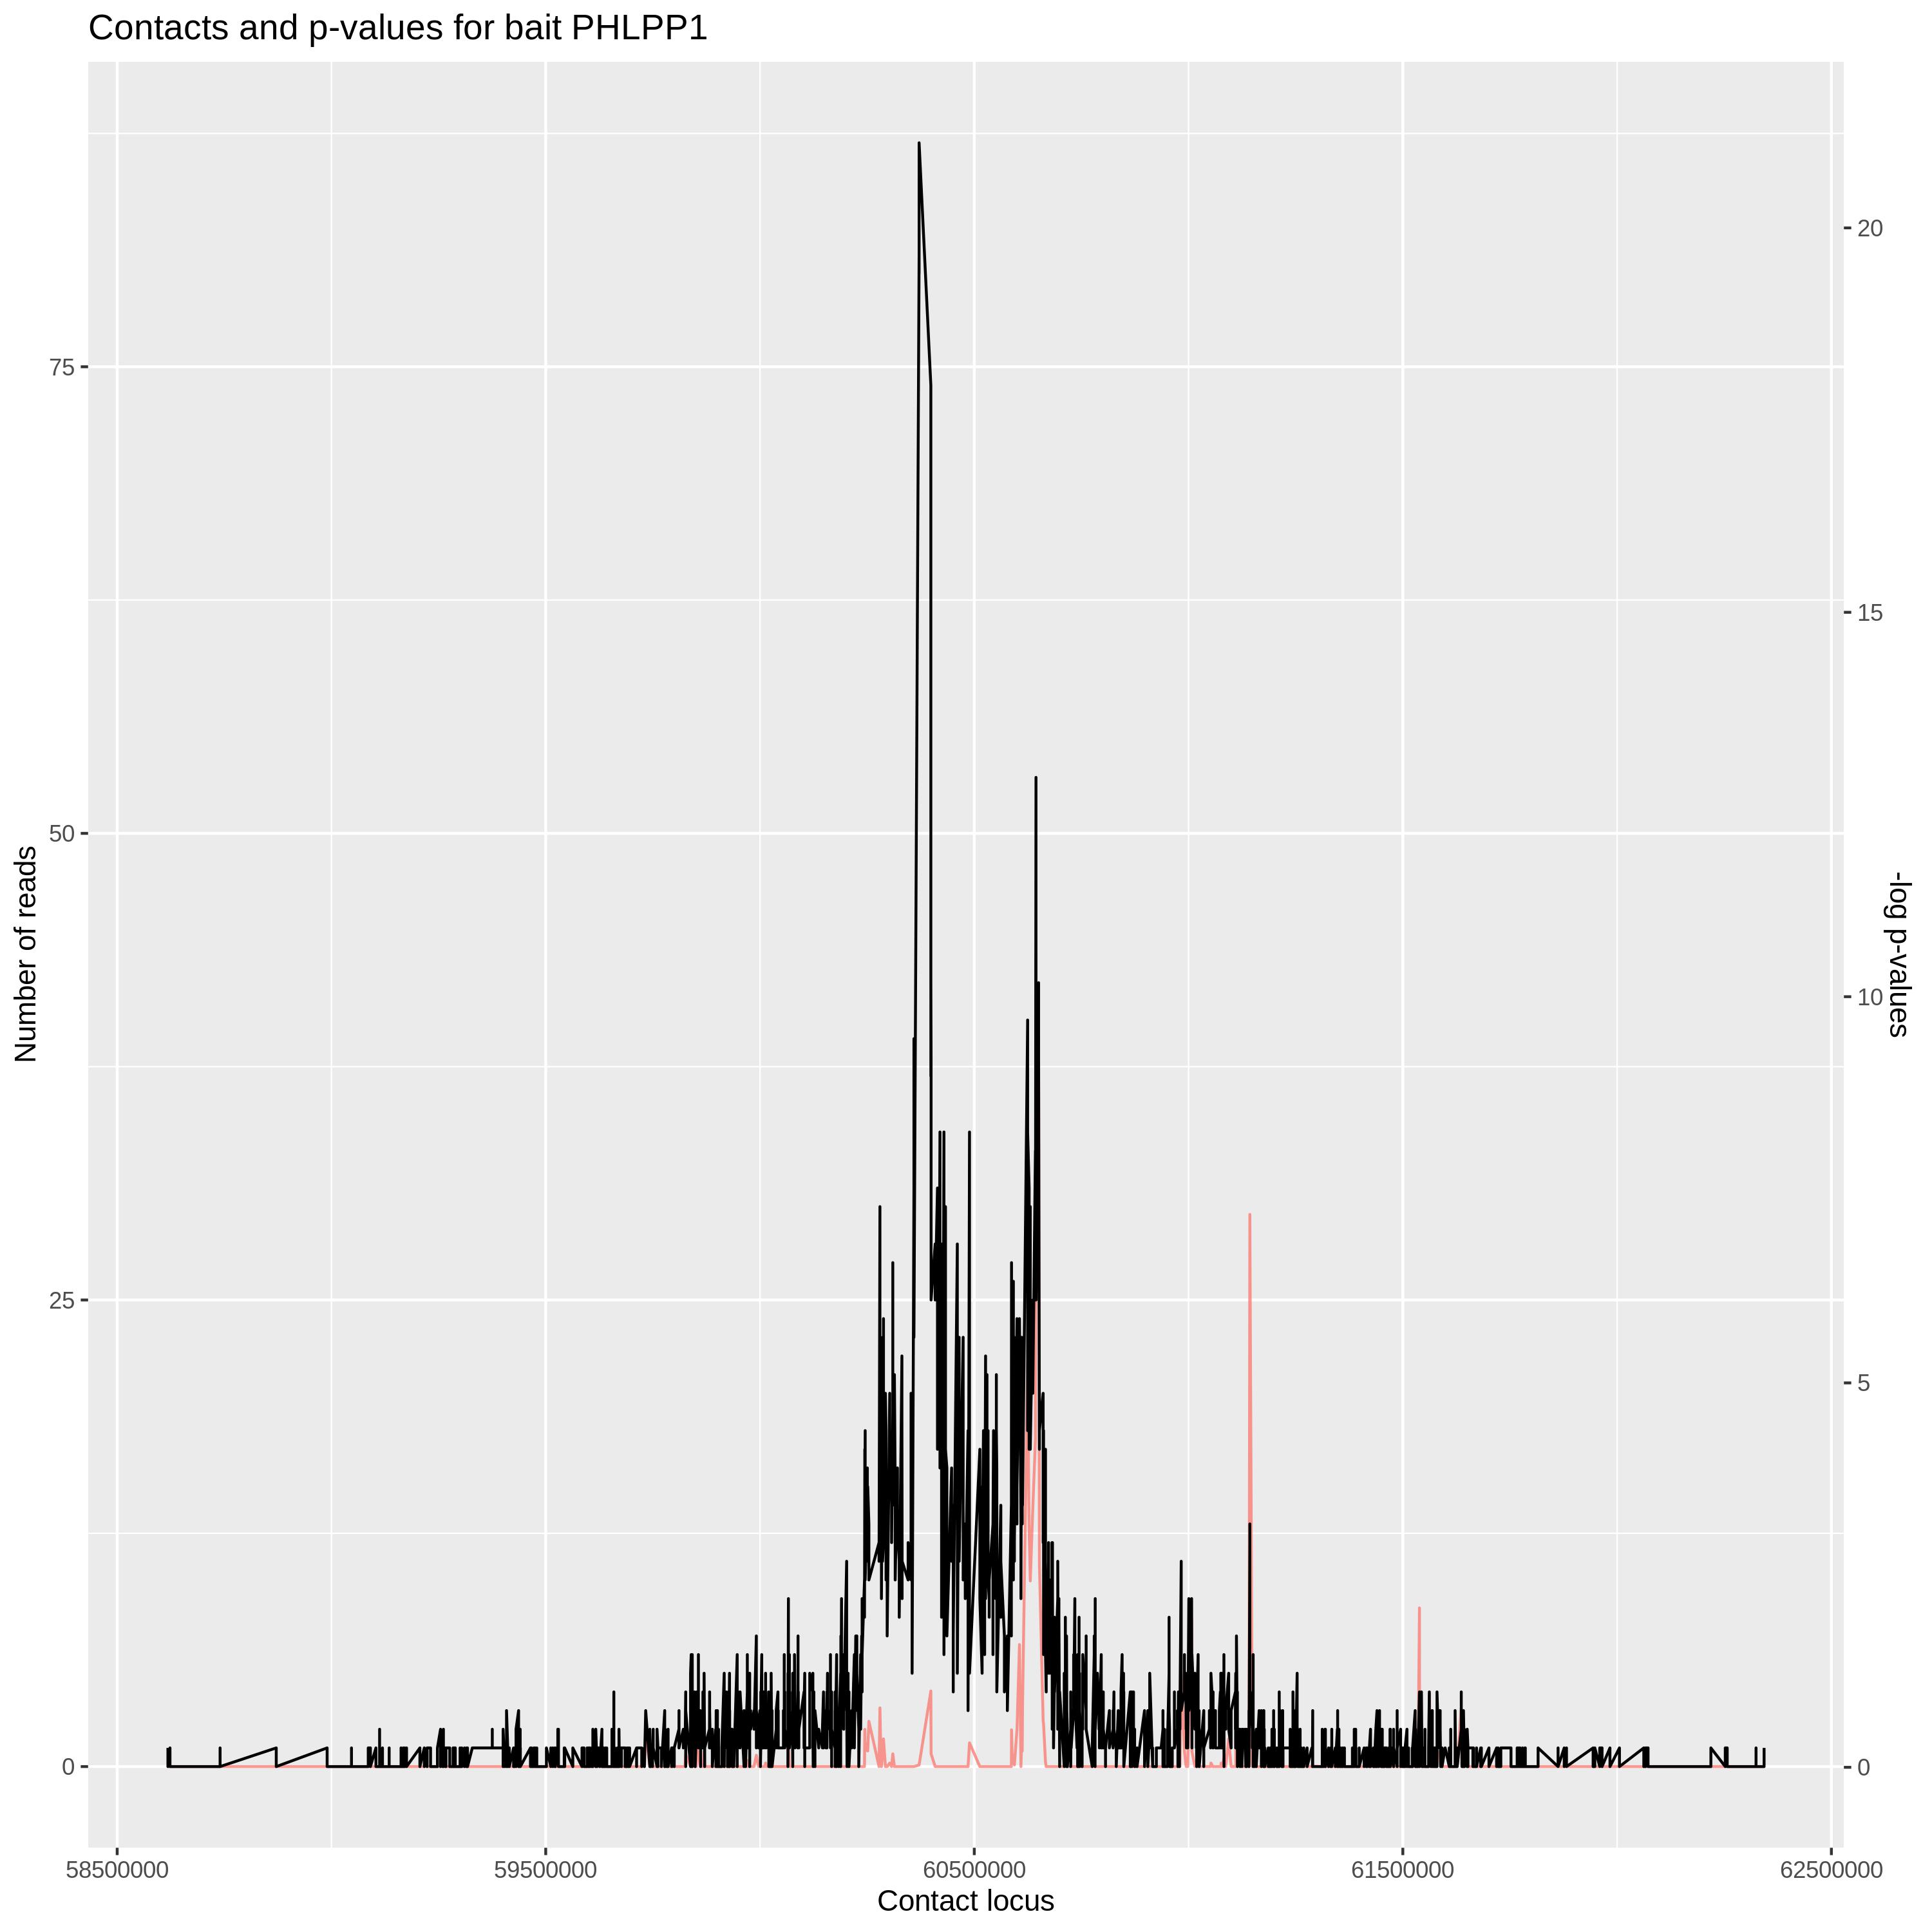 Contacts and p-values for bait PHLPP1
Number of reads
75
50
25
0
20
15
10
5
0
-log p-values
58500000 59500000 60500000 61500000 62500000
Contact locus